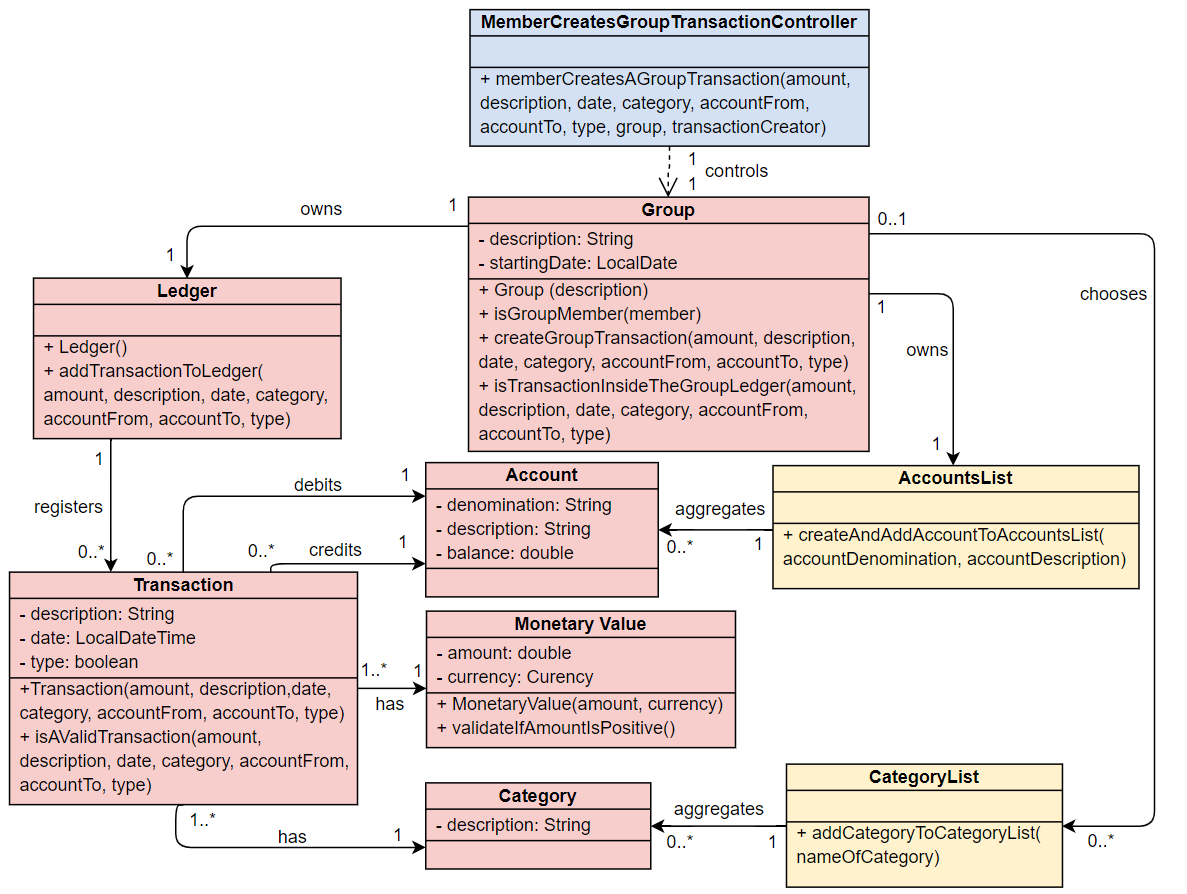 MemberCreatesGroupTransactionController
+ memberCreatesAGroupTransaction(amount,
description, date, category, accountFrom,
accountTo, type, group, transactionCreator)
1
controls
1
Group
- description: String
- startingDate: LocalDate
+ Group (description)
+ isGroupMember(member)
+ createGroupTransaction(amount, description,
date, category, accountFrom, accountTo, type)
+ isTransactionInsideTheGroupLedger(amount,
description, date, category, accountFrom,
accountTo, type)
owns
1
1
0..1
chooses
0..*
1
owns
1
Ledger
+ Ledger()
+ addTransactionToLedger(
amount, description, date, category,
accountFrom, accountTo, type)
1
registers
0..*
debits
1
0..*
0..*
credits
1
Account
- denomination: String
- description: String
- balance: double
aggregates
0..*
1
AccountsList
+ createAndAddAccountToAccountsList(
accountDenomination, accountDescription)
Transaction
- description: String
- date: LocalDateTime
- type: boolean
+Transaction(amount, description,date,
category, accountFrom, accountTo, type)
+ isAValidTransaction(amount,
description, date, category, accountFrom,
accountTo, type)
1..*
1
has
Monetary Value
- amount: double
- currency: Curency
+ MonetaryValue(amount, currency)
+ validateIfAmountIsPositive()
1..*
has
1
Category
- description: String
aggregates
0..*
1
CategoryList
+ addCategoryToCategoryList(
nameOfCategory)